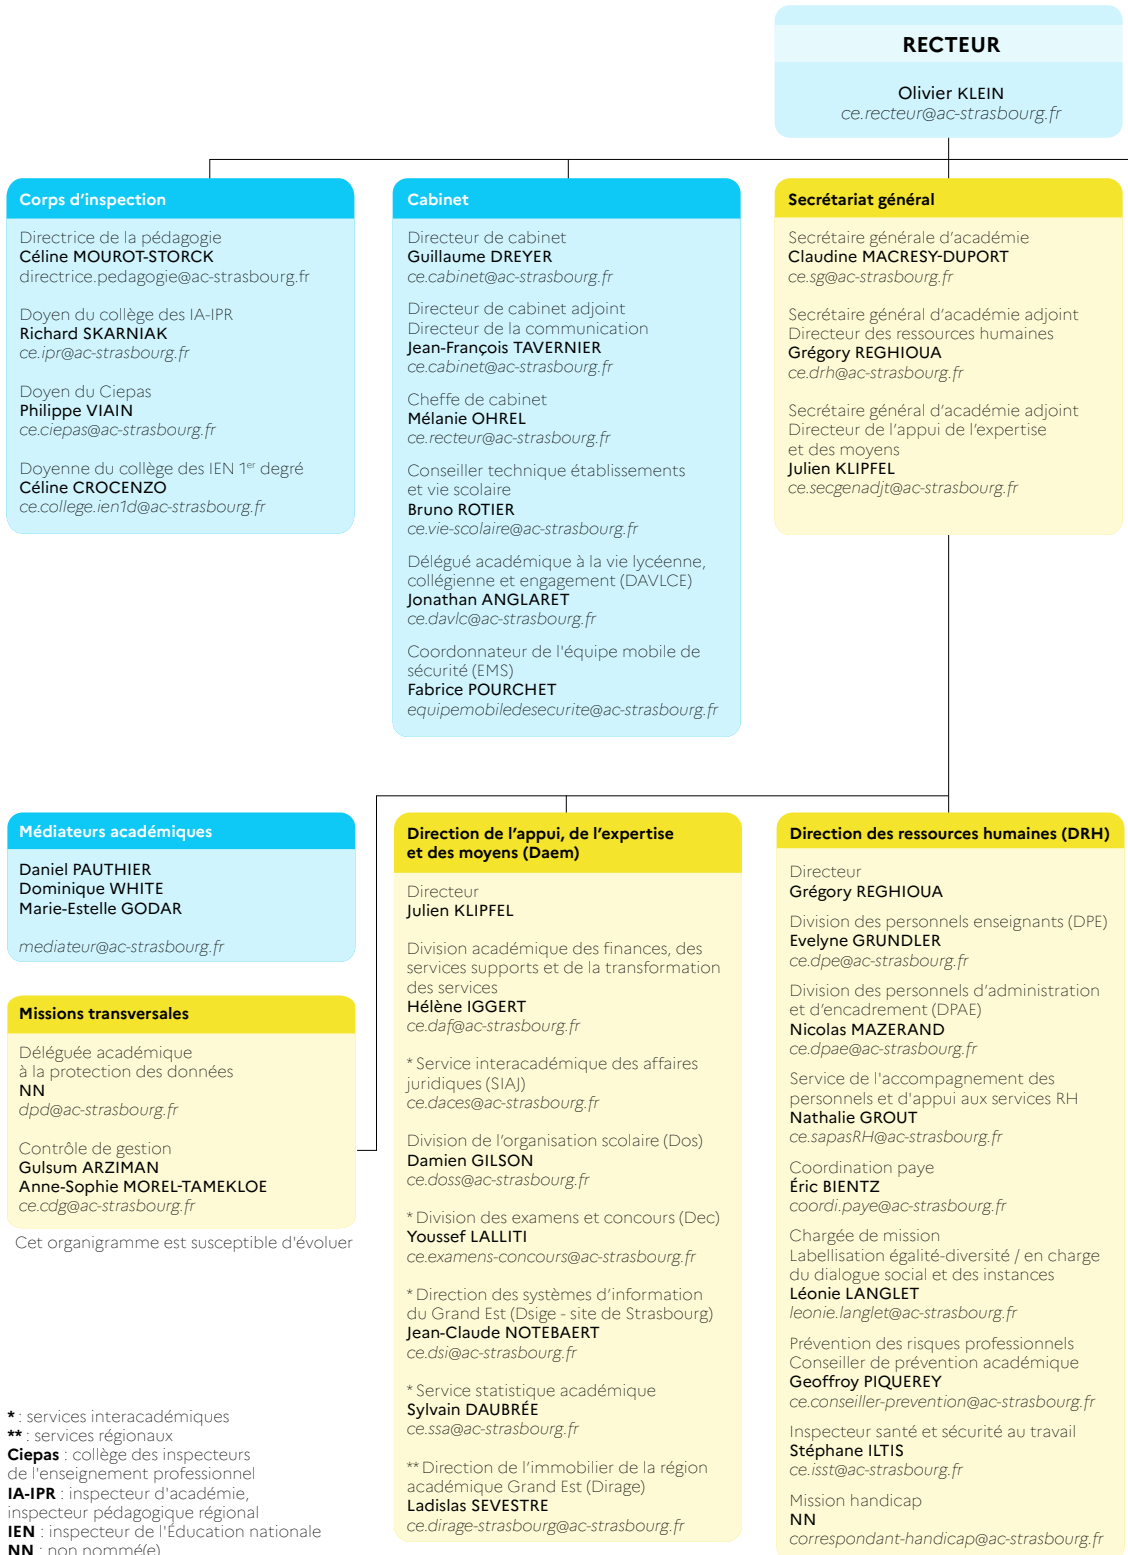 RECTEUR
Olivier KLEIN
ce.recteur@ac-strasbourg.fr
Corps d'inspection
Directrice de la pédagogie
Céline MOUROT-STORCK
directrice.pedagogie@ac-strasbourg.fr
Doyen du collège des IA-IPR
Richard SKARNIAK
ce.ipr@ac-strasbourg.fr
Doyen du Ciepas
Philippe VIAIN
ce.ciepas@ac-strasbourg.fr
Doyenne du collège des IEN 1er degré
Céline CROCENZO
ce.college.ien1d@ac-strasbourg.fr
Cabinet
Directeur de cabinet
Guillaume DREYER
ce.cabinet@ac-strasbourg.fr
Directeur de cabinet adjoint
Directeur de la communication
Jean-François TAVERNIER
ce.cabinet@ac-strasbourg.fr
Cheffe de cabinet
Mélanie OHREL
ce.recteur@ac-strasbourg.fr
Conseiller technique établissements
et vie scolaire
Bruno ROTIER
ce.vie-scolaire@ac-strasbourg.fr
Délégué académique à la vie lycéenne,
collégienne et engagement (DAVLCE)
Jonathan ANGLARET
ce.davlc@ac-strasbourg.fr
Coordonnateur de l'équipe mobile de
sécurité (EMS)
Fabrice POURCHET
equipemobiledesecurite@ac-strasbourg.fr
Secrétariat général
Secrétaire générale d'académie
Claudine MACRESY-DUPORT
ce.sg@ac-strasbourg.fr
Secrétaire général d'académie adjoint
Directeur des ressources humaines
Grégory REGHIOUA
ce.drh@ac-strasbourg.fr
Secrétaire général d'académie adjoint
Directeur de l'appui de l'expertise
et des moyens
Julien KLIPFEL
ce.secgenadjt@ac-strasbourg.fr
Médiateurs académiques
Daniel PAUTHIER
Dominique WHITE
Marie-Estelle GODAR
mediateur@ac-strasbourg.fr
Missions transversales
Déléguée académique
à la protection des données
NN
dpd@ac-strasbourg.fr
Contrôle de gestion
Gulsum ARZIMAN
Anne-Sophie MOREL-TAMEKLOE
ce.cdg@ac-strasbourg.fr
Cet organigramme est susceptible d'évoluer
Direction de l'appui, de l'expertise
et des moyens (Daem)
Directeur
Julien KLIPFEL
Division académique des finances, des
services supports et de la transformation
des services
Hélène IGGERT
ce.daf@ac-strasbourg.fr
* Service interacadémique des affaires
juridiques (SIAJ)
ce.daces@ac-strasbourg.fr
Division de l'organisation scolaire (Dos)
Damien GILSON
ce.doss@ac-strasbourg.fr
* Division des examens et concours (Dec)
Youssef LALLITI
ce.examens-concours@ac-strasbourg.fr
* Direction des systèmes d'information
du Grand Est (Dsige - site de Strasbourg)
Jean-Claude NOTEBAERT
ce.dsi@ac-strasbourg.fr
* Service statistique académique
Sylvain DAUBRÉE
ce.ssa@ac-strasbourg.fr
** Direction de l'immobilier de la région
académique Grand Est (Dirage)
Ladislas SEVESTRE
ce.dirage-strasbourg@ac-strasbourg.fr
Direction des ressources humaines (DRH)
Directeur
Grégory REGHIOUA
Division des personnels enseignants (DPE)
Evelyne GRUNDLER
ce.dpe@ac-strasbourg.fr
Division des personnels d'administration
et d'encadrement (DPAE)
Nicolas MAZERAND
ce.dpae@ac-strasbourg.fr
Service de l'accompagnement des
personnels et d'appui aux services RH
Nathalie GROUT
ce.sapasRH@ac-strasbourg.fr
Coordination paye
Éric BIENTZ
coordi.paye@ac-strasbourg.fr
Chargée de mission
Labellisation égalité-diversité / en charge
du dialogue social et des instances
Léonie LANGLET
leonie.langlet@ac-strasbourg.fr
Prévention des risques professionnels
Conseiller de prévention académique
Geoffroy PIQUEREY
ce.conseiller-prevention@ac-strasbourg.fr
Inspecteur santé et sécurité au travail
Stéphane ILTIS
ce.isst@ac-strasbourg.fr
Mission handicap
NN
correspondant-handicap@ac-strasbourg.fr
* : services interacadémiques
** : services régionaux
Ciepas : collège des inspecteurs
de l'enseignement professionnel
IA-IPR : inspecteur d'académie,
inspecteur pédagogique régional
IEN : inspecteur de l'Éducation nationale
NN : non nommé(e)